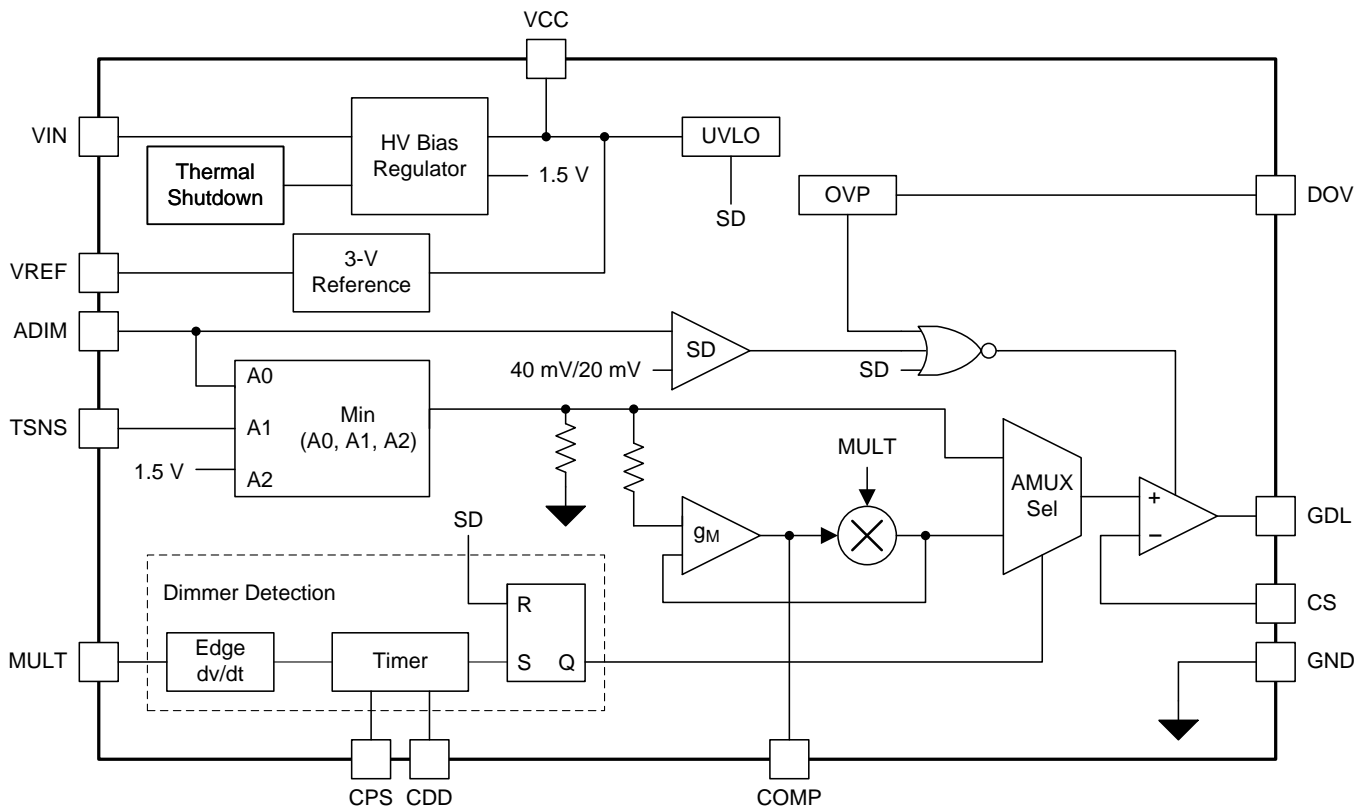 VCC
VIN
HV Bias
Regulator
UVLO
Thermal
Shutdown
1.5 V
SD
OVP
DOV
VREF
3-V
Reference
ADIM
SD
40 mV/20 mV
SD
A0
TSNS
A1
Min
(A0, A1, A2)
1.5 V
A2
MULT
AMUX
Sel
+
−
GDL
SD
gM
Dimmer Detection
R
CS
MULT
Edge
dv/dt
Timer
S
Q
GND
CPS
CDD
COMP